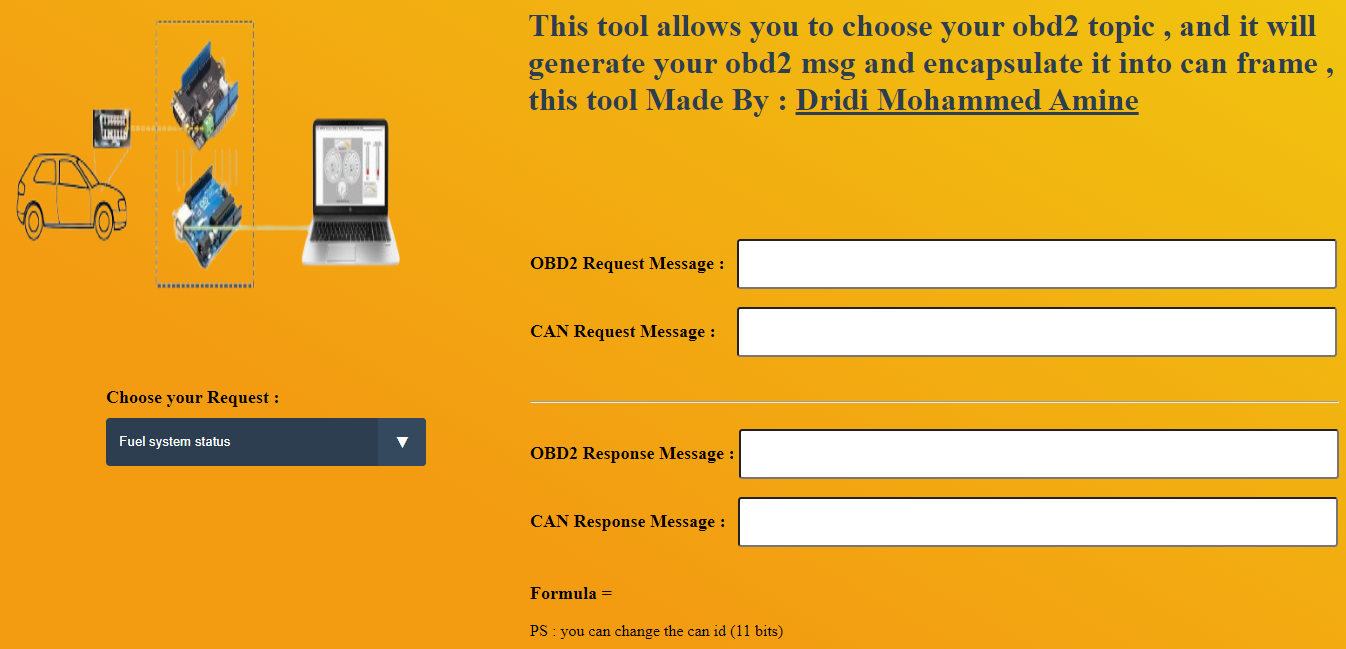 This tool allows you to choose your obd2 topic , and it will
generate your obd2 msg and encapsulate it into can frame ,
this tool Made By : Dridi Mohammed Amine
OBD2 Request Message :
CAN Request Message :
Choose your Request :
Fuel system status
OBD2 Response Message :
CAN Response Message :
Formula =
PS : you can change the can id (11 bits)